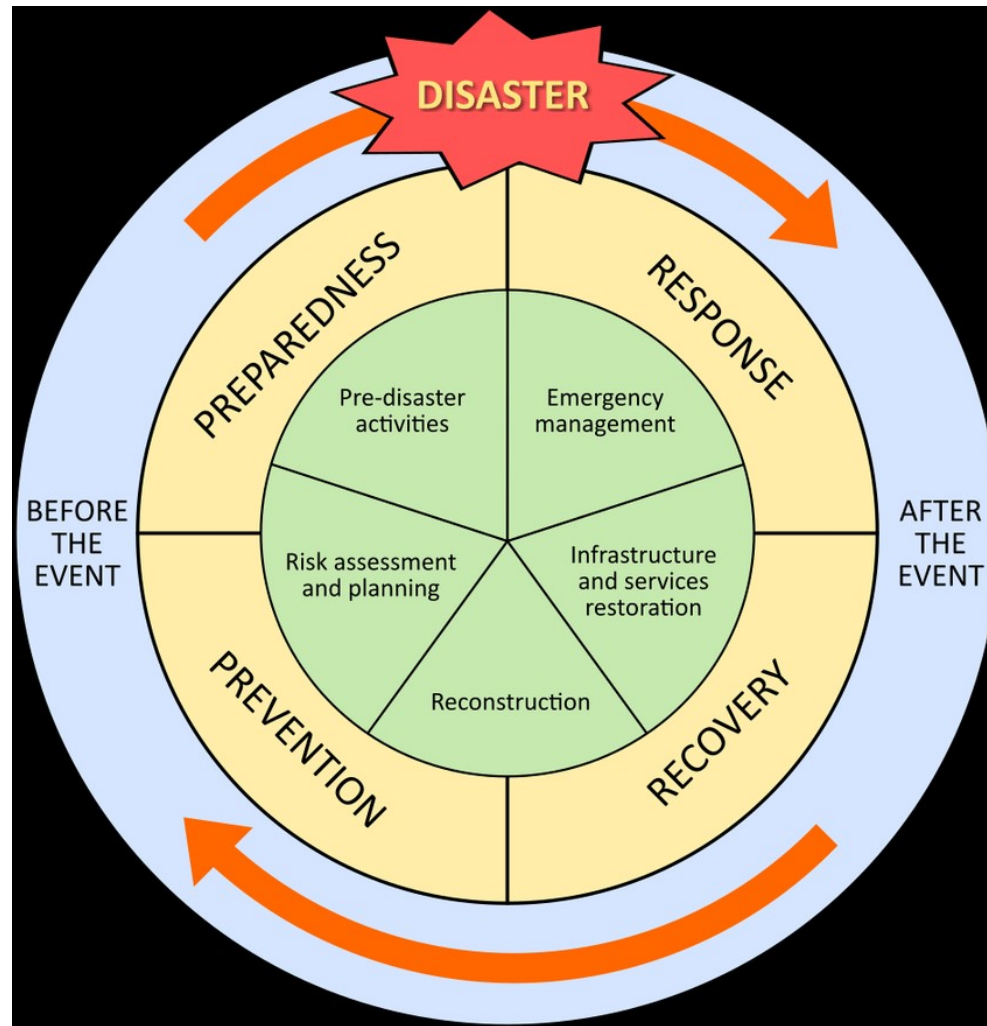 DISASTER
PREPAREDNESS
RESPONSE
Pre-disaster
activities
Emergency
management
BEFORE
THE
EVENT
AFTER
THE
EVENT
Risk assessment
and planning
Infrastructure
and services
restoration
Reconstruction
PREVENTION
RECOVERY